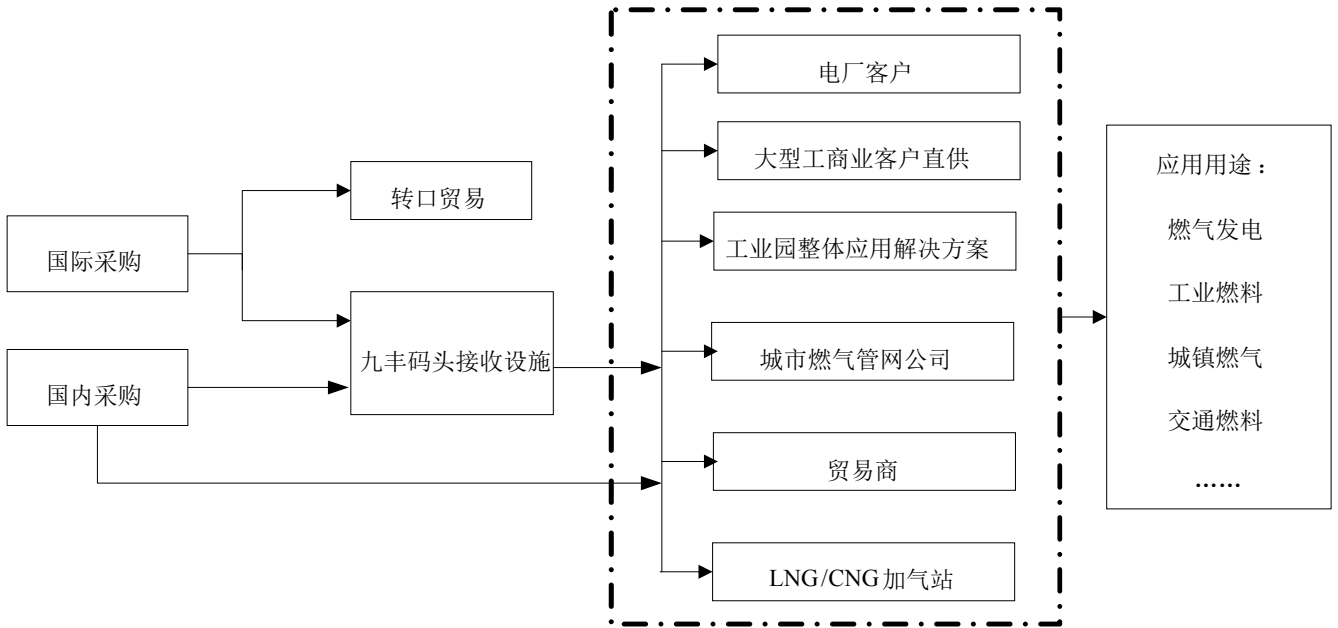 国际采购
国内采购
转口贸易
九丰码头接收设施
电厂客户
大型工商业客户直供
工业园整体应用解决方案
城市燃气管网公司
贸易商
LNG/CNG加气站
应用用途：
燃气发电
工业燃料
城镇燃气
交通燃料
……